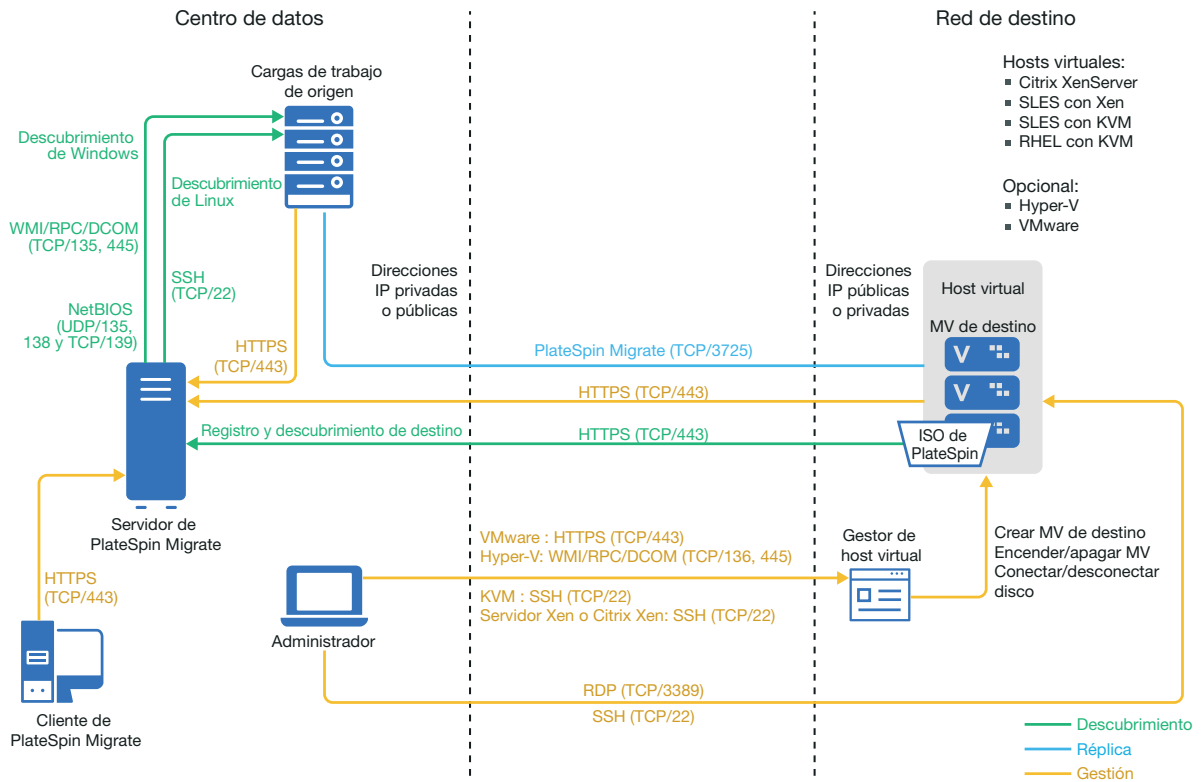 Centro de datos
Red de destino
Cargas de trabajo
de origen
Hosts virtuales:
Citrix XenServer
SLES con Xen
SLES con KVM
RHEL con KVM
Opcional:
Hyper-V
VMware
Descubrimiento
de Windows
Descubrimiento
de Linux
WMI/RPC/DCOM
(TCP/135, 445)
SSH
(TCP/22)
NetBIOS
(UDP/135,
138 y TCP/139)
HTTPS
(TCP/443)
Direcciones
IP privadas
o públicas
Direcciones
IP públicas
o privadas
Host virtual
MV de destino
V
V
PlateSpin Migrate (TCP/3725)
HTTPS (TCP/443)
Registro y descubrimiento de destino
HTTPS (TCP/443)
ISO de
PlateSpin
Servidor de
PlateSpin Migrate
VMware : HTTPS (TCP/443)
Hyper-V: WMI/RPC/DCOM (TCP/136, 445)
KVM : SSH (TCP/22)
Servidor Xen o Citrix Xen: SSH (TCP/22)
Gestor de
host virtual
Crear MV de destino
Encender/apagar MV
Conectar/desconectar
disco
HTTPS
(TCP/443)
Administrador
RDP (TCP/3389)
SSH (TCP/22)
Cliente de
PlateSpin Migrate
Descubrimiento
Réplica
Gestión